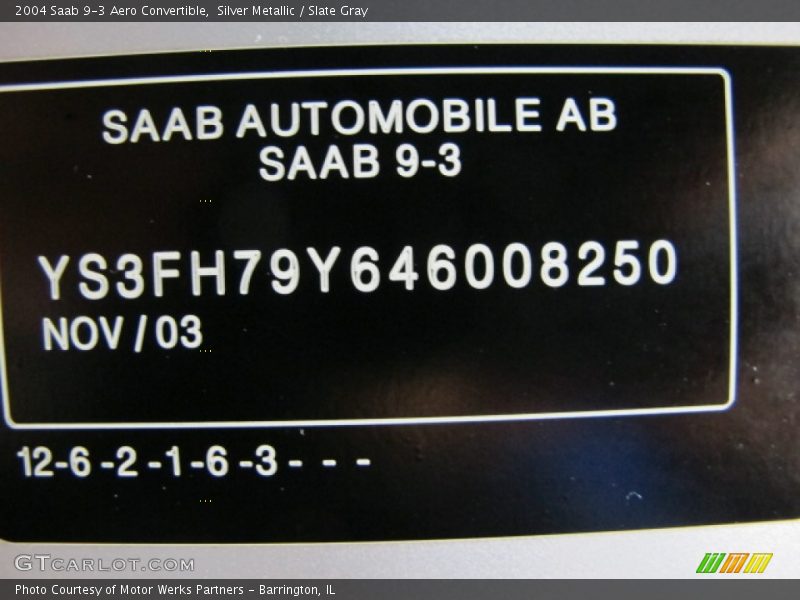 2004 Saab 9-3 Aero Convertible,  Silver Metallic / Slate Gray
SAAB AUTOMOBILE AB
SAAB 9-3
YS3FH79Y646008250
NOV/03
12-6-2-1-6-3- - -
GTCARLOT.COM
Photo Courtesy of Motor Werks Partners - Barrington, IL